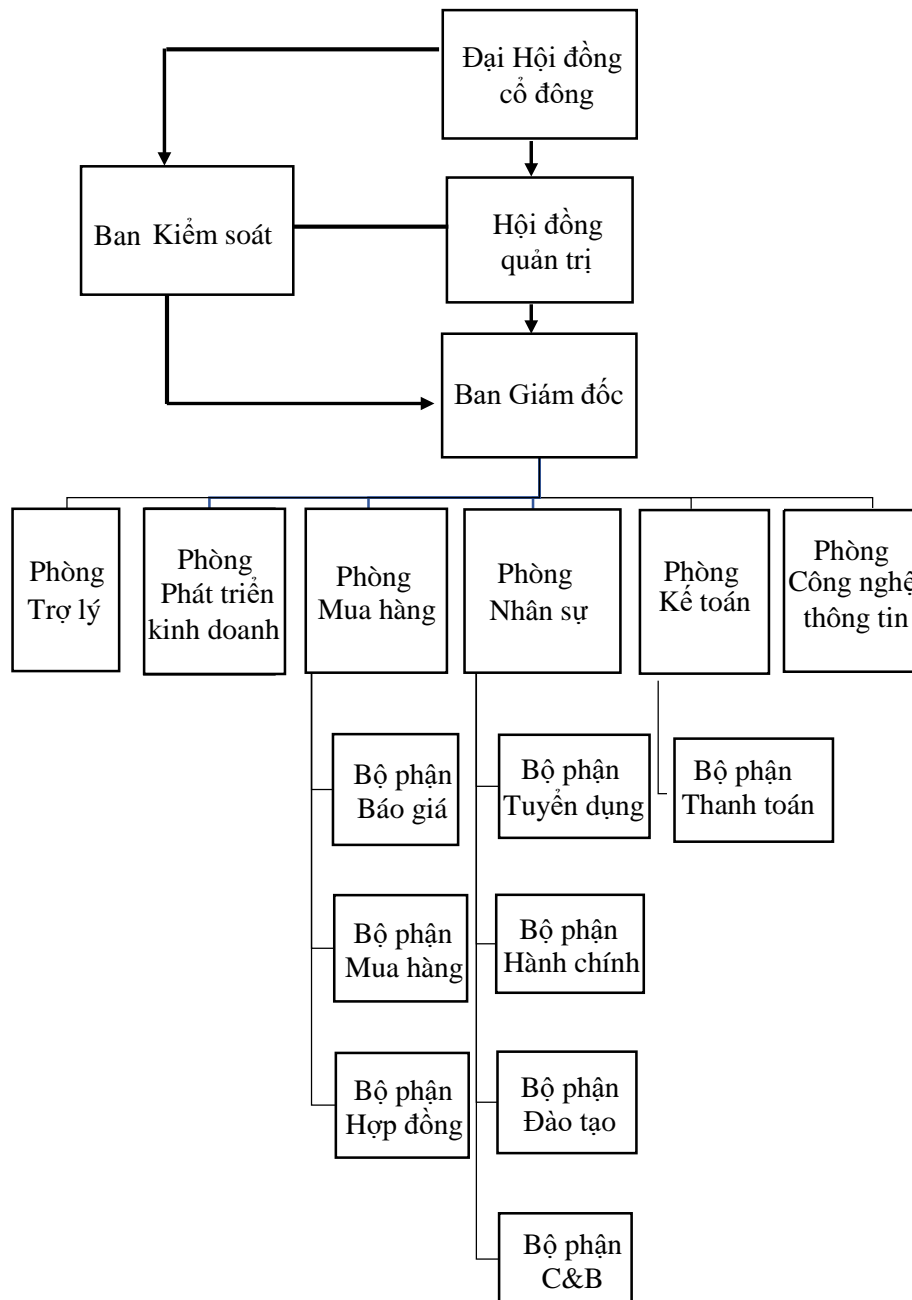 Đại Hội đồng
cổ đông
Ban Kiểm soát
Hội đồng
quản trị
Ban Giám đốc
Phòng
Trợ lý
Phòng
Phát triển
kinh doanh
Phòng
Mua hàng
Phòng
Nhân sự
Phòng
Kế toán
Phòng
Công nghệ
thông tin
Bộ phận
Báo giá
Bộ phận
Tuyển dụng
Bộ phận
Thanh toán
Bộ phận
Mua hàng
Bộ phận
Hành chính
Bộ phận
Hợp đồng
Bộ phận
Đào tạo
Bộ phận
C&B